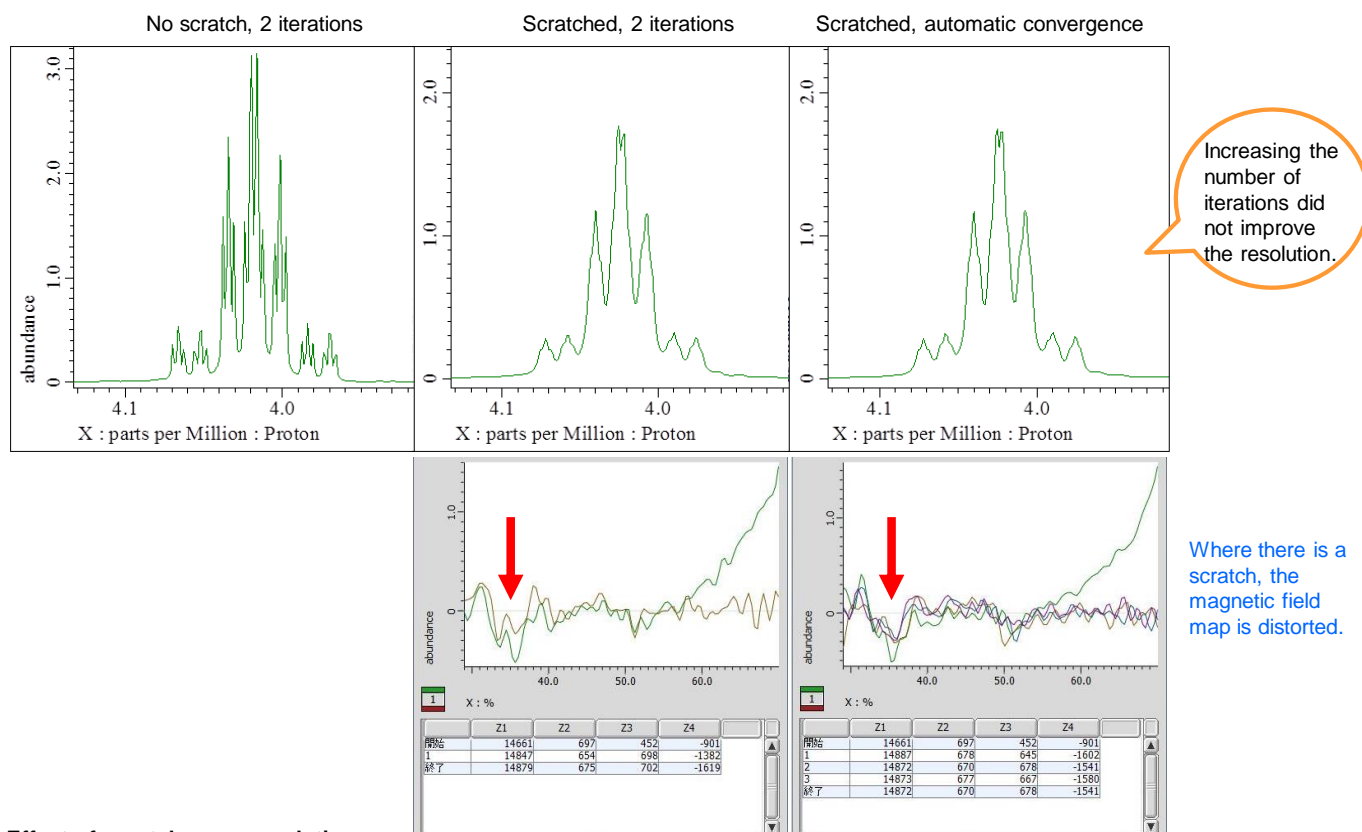 No scratch, 2 iterations
Scratched, 2 iterations
Scratched, automatic convergence
3.0
2.0
1.0
0
abundance
4.1
4.0
X : parts per Million : Proton
2.0
1.0
0
4.1
4.0
X : parts per Million : Proton
2.0
1.0
0
4.1
4.0
X : parts per Million : Proton
Increasing the
number of
iterations did
not improve
the resolution.
1.0
0
abundance
40.0 50.0 60.0
1
X : %
Z1 Z2 Z3 Z4
開始 14661 697 452 -901
1 14847 654 698 -1382
終了 14879 675 702 -1619
1.0
0
abundance
40.0 50.0 60.0
1
X : %
Z1 Z2 Z3 Z4
開始 14661 697 452 -901
1 14887 678 645 -1602
2 14872 670 678 -1541
3 14873 677 667 -1580
終了 14872 670 678 -1541
Where there is a
scratch, the
magnetic field
map is distorted.